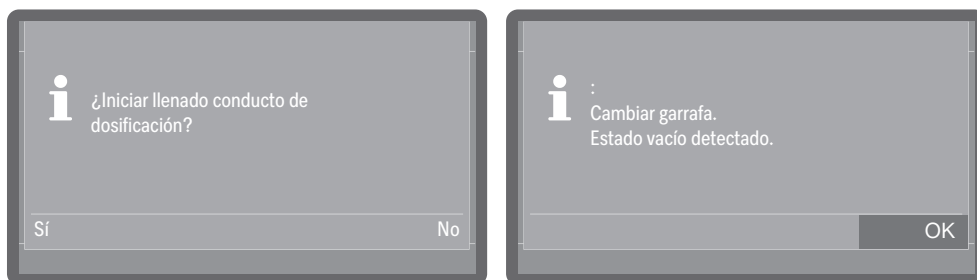 ¿Iniciar llenado conducto de
dosificación?
Sí
No
:
Cambiar garrafa.
Estado vacío detectado.
OK